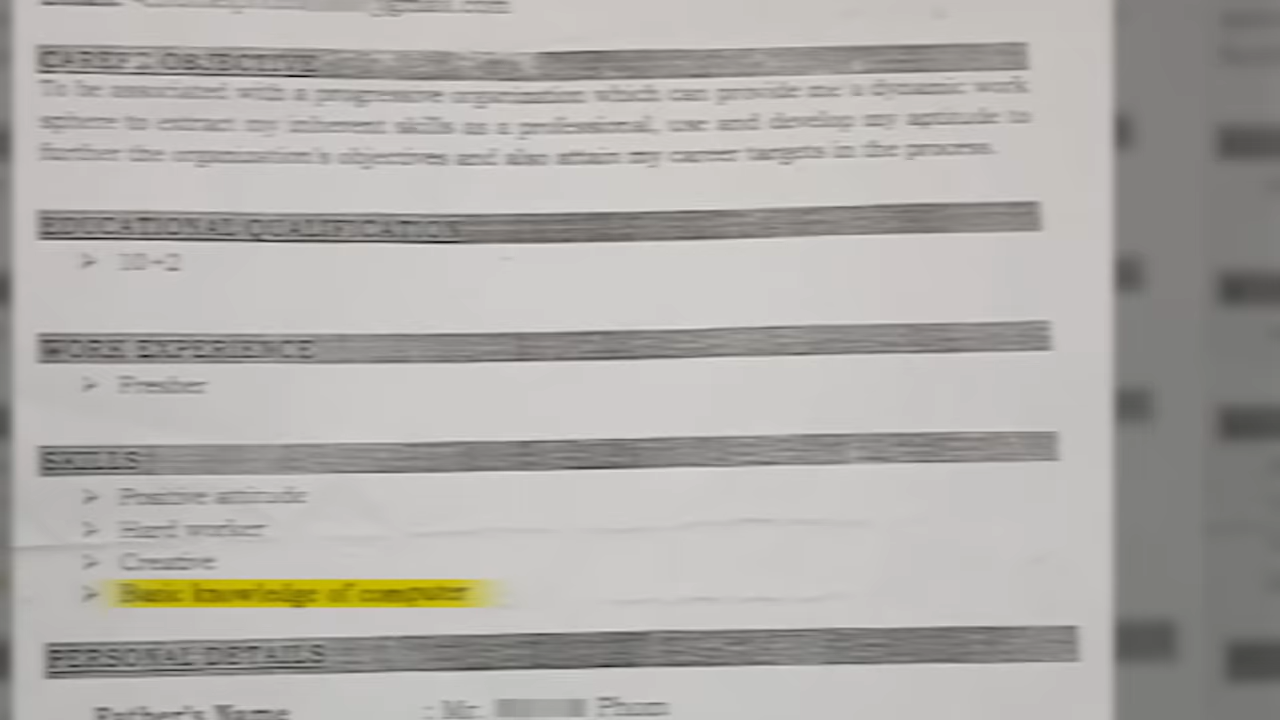 CAREER OBJECTIVE
To be associated with a progressive organization which can provide me a dynamic work
sphere to extract my inherent skills as a professional, use and develop my aptitude to
further the organization's objectives and also attain my career targets in the process.
EDUCATIONAL QUALIFICATION
➢ 10+2
WORK EXPERIENCE
➢ Fresher
SKILLS
➢ Positive attitude
➢ Hard worker
➢ Creative
➢ Basic knowledge of computer
PERSONAL DETAILS
Father's Name : Mr.